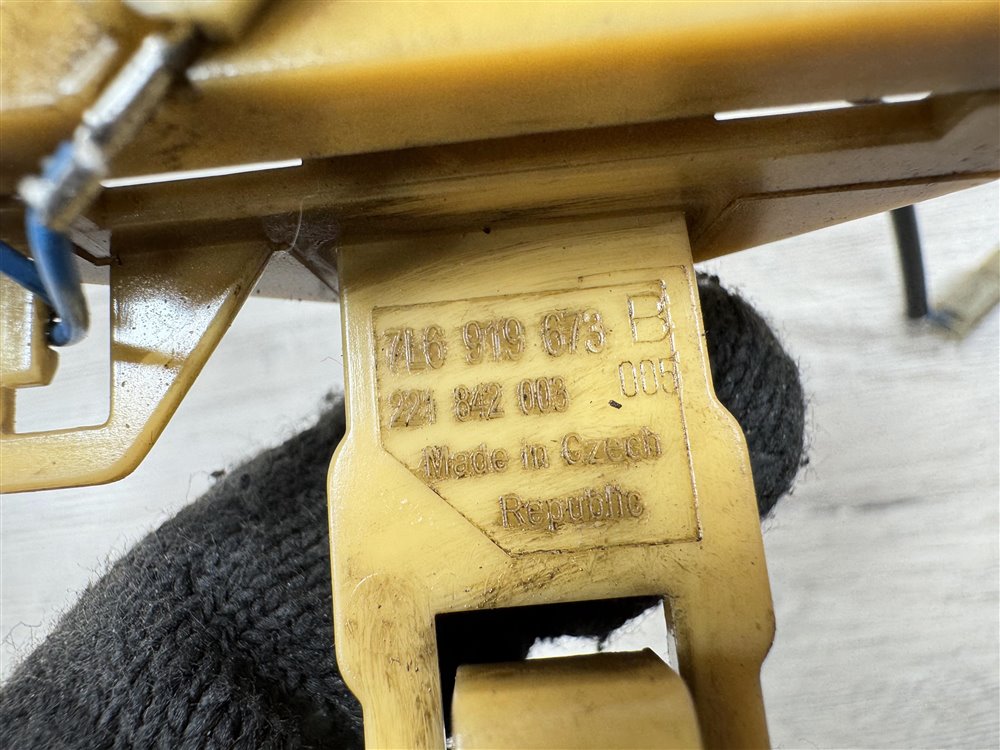 7L6 919 673 B
221 842 003 005
Made in Czech
Republic